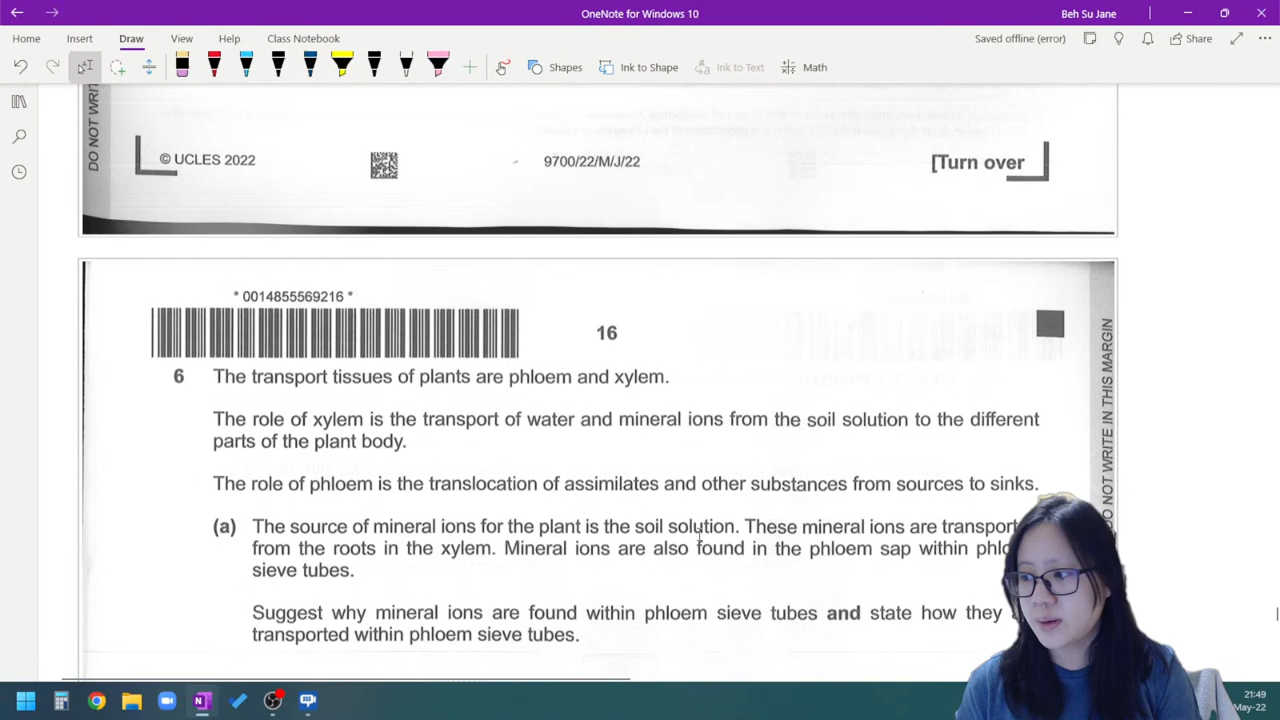 OneNote for Windows 10
Beh Su Jane
Home Insert Draw View Help Class Notebook
Saved offline (error)
Share
Shapes
Ink to Shape
Ink to Text
Math
DO NOT WRIT
© UCLES 2022
9700/22/M/J/22
[Turn over
* 0014855569216 *
16
6 The transport tissues of plants are phloem and xylem.
The role of xylem is the transport of water and mineral ions from the soil solution to the different
parts of the plant body.
The role of phloem is the translocation of assimilates and other substances from sources to sinks.
(a) The source of mineral ions for the plant is the soil solution. These mineral ions are transport
from the roots in the xylem. Mineral ions are also found in the phloem sap within phlo
sieve tubes.
Suggest why mineral ions are found within phloem sieve tubes and state how they
transported within phloem sieve tubes.
DO NOT WRITE IN THIS MARGIN
21:49
May-22